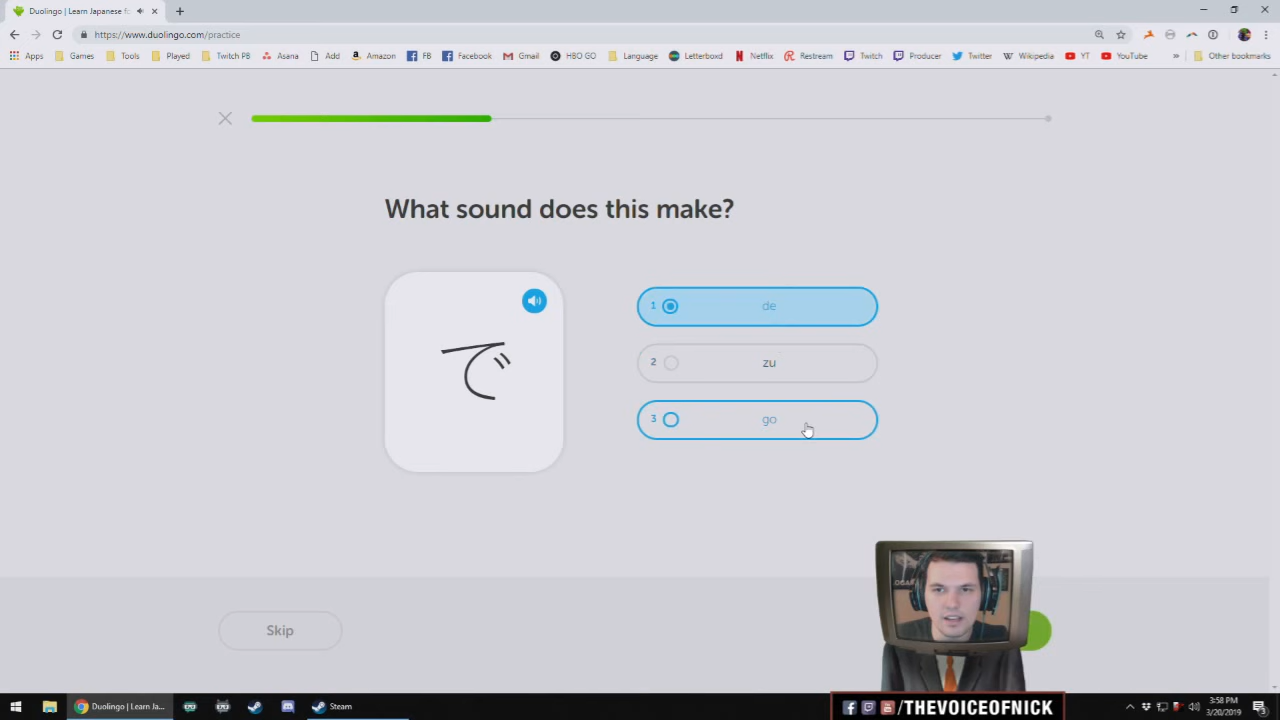 Duolingo | Learn Japanese fo
https://www.duolingo.com/practice
Apps Games Tools Played Twitch PB Asana Add Amazon FB Facebook Gmail HBO GO Language Letterboxd Netflix Restream Twitch Producer Twitter Wikipedia YT YouTube » Other bookmarks
What sound does this make?
で
1 de
2 zu
3 go
Skip
/THEVOICEOFNICK
Duolingo | Learn Ja... Steam
3:58 PM
3/20/2019
3